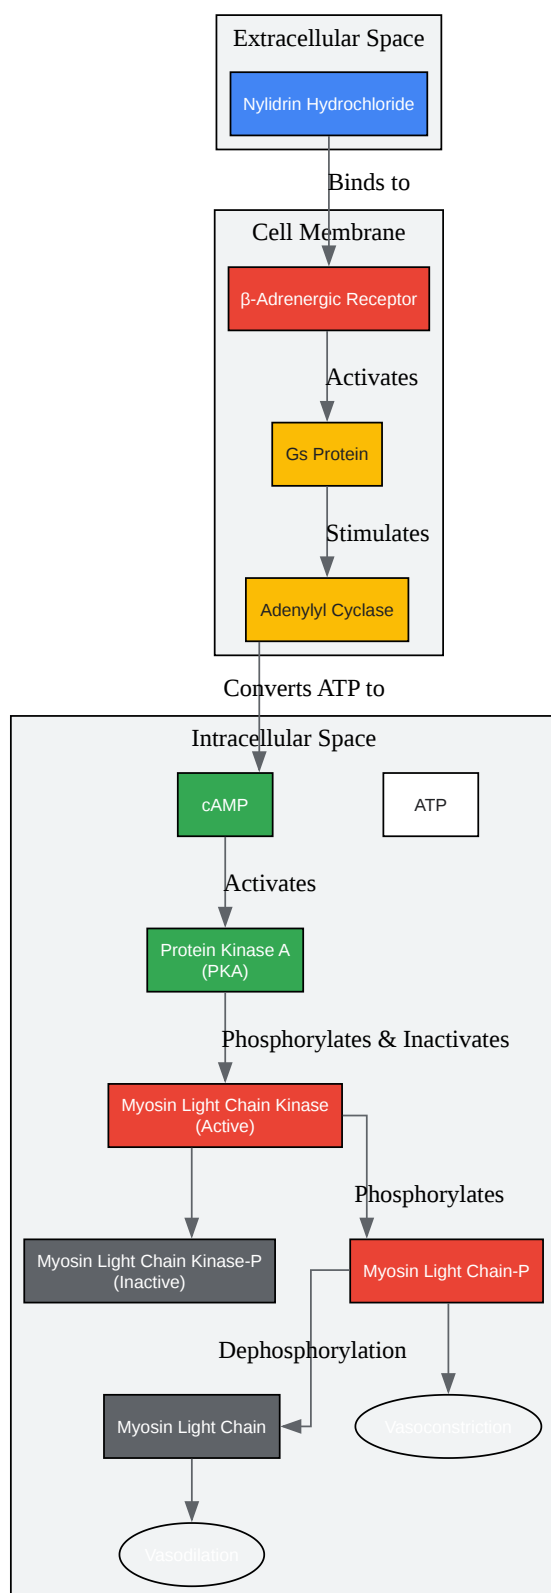 Extracellular Space
Nylidrin Hydrochloride
Binds to
Cell Membrane
β-Adrenergic Receptor
Activates
Gs Protein
Stimulates
Adenylyl Cyclase
Converts ATP to
Intracellular Space
cAMP
ATP
Activates
Protein Kinase A
(PKA)
Phosphorylates & Inactivates
Myosin Light Chain Kinase
(Active)
Phosphorylates
Myosin Light Chain Kinase-P
(Inactive)
Myosin Light Chain-P
Dephosphorylation
Myosin Light Chain
Vasoconstriction
Vasodilation